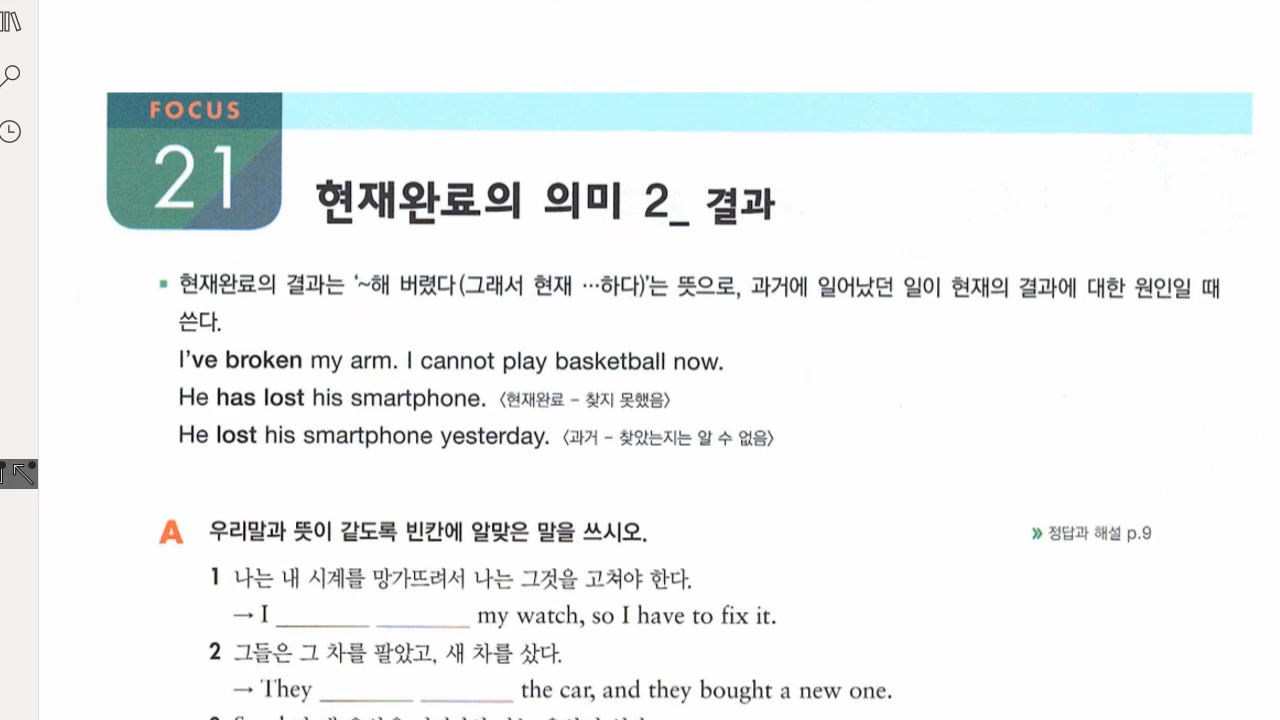 FOCUS
21
현재완료의 의미 2_ 결과
▪ 현재완료의 결과는 ‘~해 버렸다(그래서 현재 …하다)’는 뜻으로, 과거에 일어났던 일이 현재의 결과에 대한 원인일 때
쓴다.
I’ve broken my arm. I cannot play basketball now.
He has lost his smartphone. 〈현재완료 – 찾지 못했음〉
He lost his smartphone yesterday. 〈과거 – 찾았는지는 알 수 없음〉
A 우리말과 뜻이 같도록 빈칸에 알맞은 말을 쓰시오.
» 정답과 해설 p.9
1 나는 내 시계를 망가뜨려서 나는 그것을 고쳐야 한다.
→ I ________ ________ my watch, so I have to fix it.
2 그들은 그 차를 팔았고, 새 차를 샀다.
→ They ________ ________ the car, and they bought a new one.